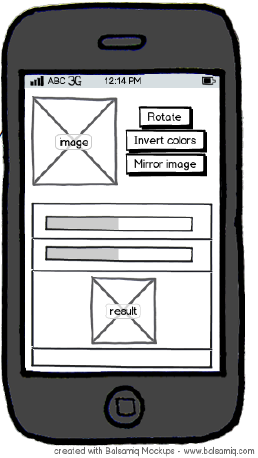 ABC 3G 12:14 PM
image
Rotate
Invert colors
Mirror image
result
created with Balsamiq Mockups - www.balsamiq.com